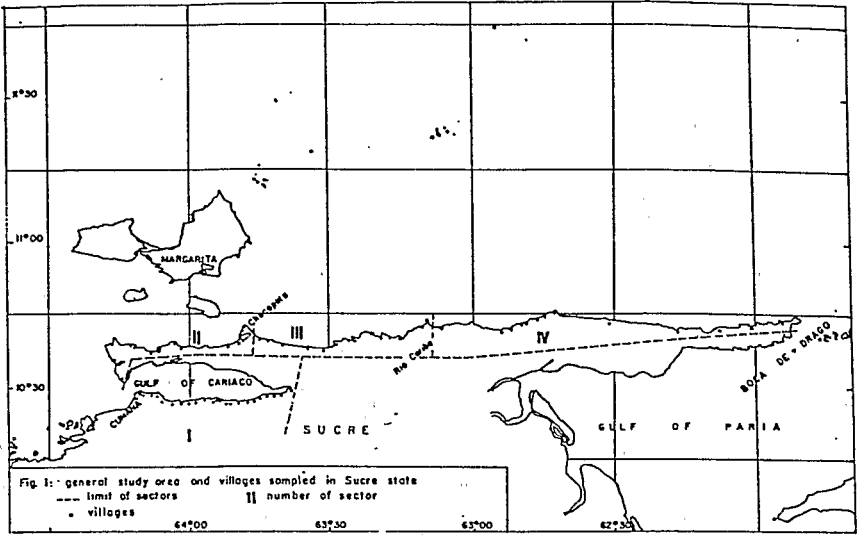 11°30
11°00
MARGARITA
Chacopata
II
III
IV
Rio Caribe
BOCA DE DRAGO
10°30
GULF OF CARIACO
CUMANA
I
SUCRE
GULF OF PARIA
Fig. 1: general study area and villages sampled in Sucre state
--- limit of sectors
II number of sector
• villages
64°00
63°30
63°00
62°30